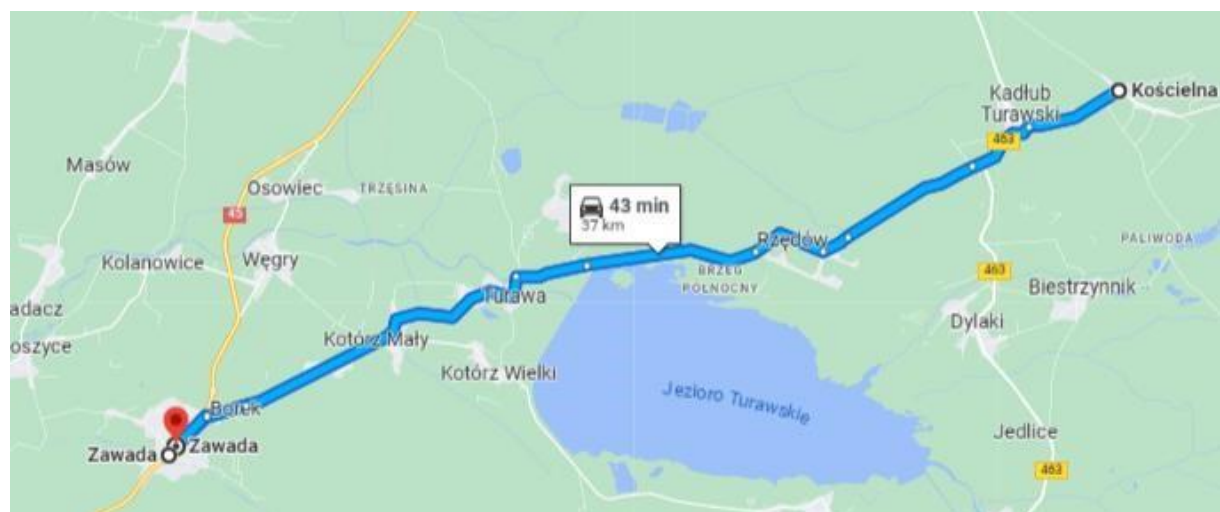 Kościelna
Kadłub
Turawski
463
Masów
Osowiec
TRZĘSINA
43 min
37 km
45
Rzędów
PALIWODA
Kolanowice
Węgry
BRZEG
PÓŁNOCNY
463
Biestrzynnik
Turawa
adacz
Dylaki
oszyce
Kotórz Mały
Kotórz Wielki
Jezioro Turawskie
Borek
Jedlice
Zawada
Zawada
463